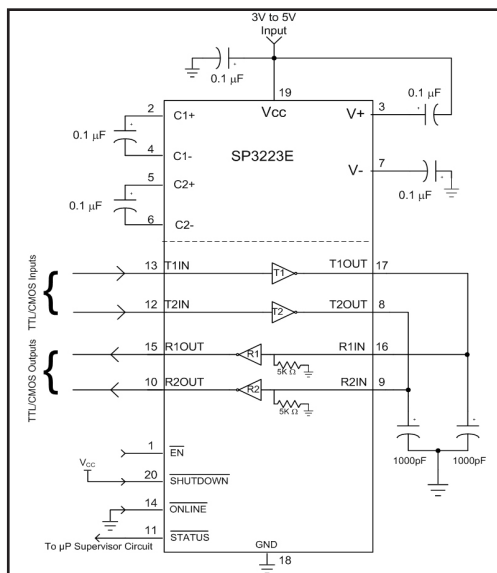 3V to 5V
Input
0.1 µF
19
Vcc
0.1 µF
2
C1+
V+
3
0.1 µF
4
C1-
SP3223E
5
C2+
V-
7
0.1 µF
0.1 µF
6
C2-
TTL/CMOS Inputs
13
T1IN
T1
T1OUT
17
12
T2IN
T2
T2OUT
8
TTL/CMOS Outputs
15
R1OUT
R1
R1IN
16
5K Ω
10
R2OUT
R2
R2IN
9
5K Ω
1
EN
1000pF
1000pF
VCC
20
SHUTDOWN
14
ONLINE
11
STATUS
To µP Supervisor Circuit
GND
18